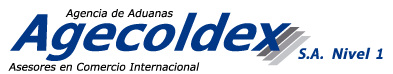 Agencia de Aduanas
Agecoldex S.A. Nivel 1
Asesores en Comercio Internacional